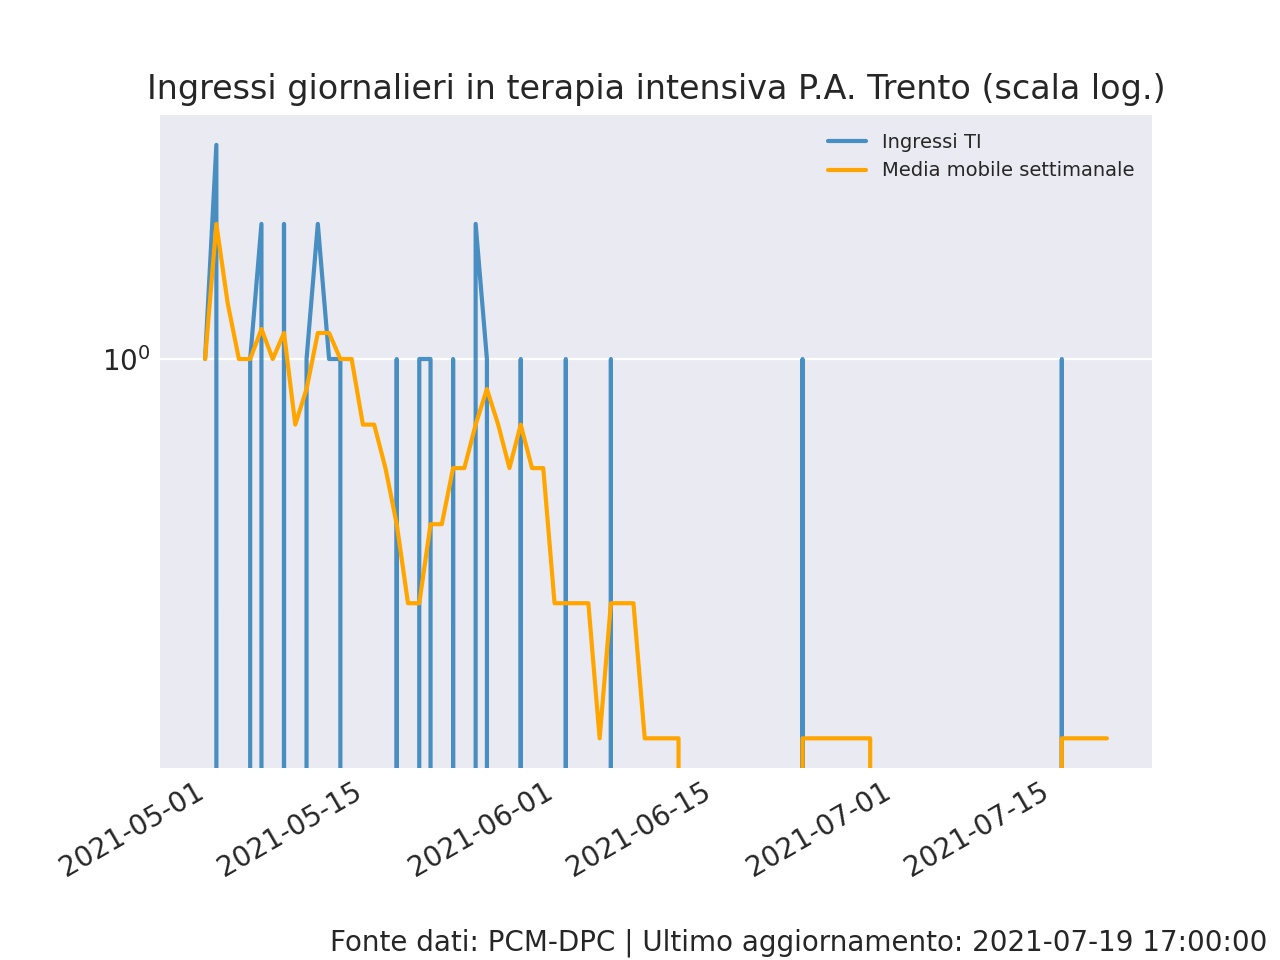 Ingressi giornalieri in terapia intensiva P.A. Trento (scala log.)
Ingressi TI
Media mobile settimanale
10⁰
2021-05-01
2021-05-15
2021-06-01
2021-06-15
2021-07-01
2021-07-15
Fonte dati: PCM-DPC | Ultimo aggiornamento: 2021-07-19 17:00:00